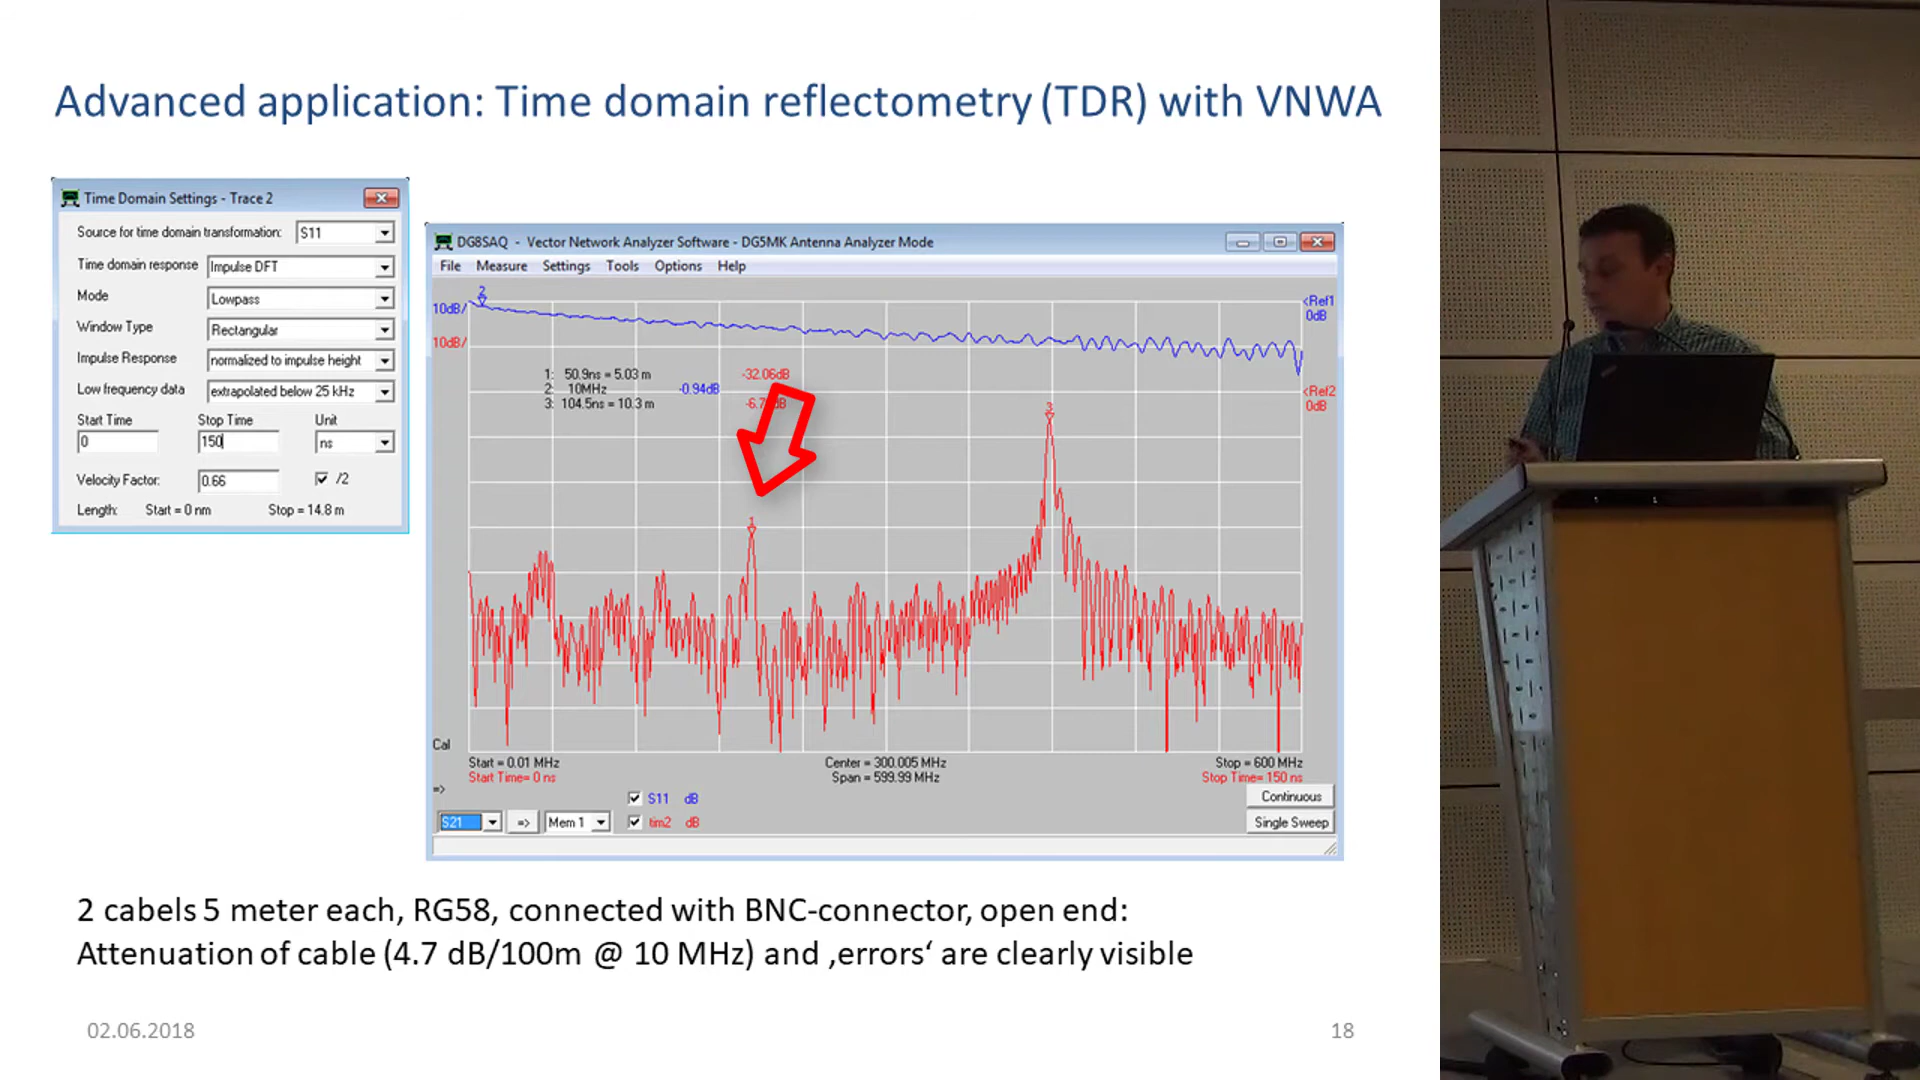 Advanced application: Time domain reflectometry (TDR) with VNWA
Time Domain Settings - Trace 2
Source for time domain transformation: S11
Time domain response Impulse DFT
Mode Lowpass
Window Type Rectangular
Impulse Response normalized to impulse height
Low frequency data extrapolated below 25 kHz
Start Time Stop Time Unit
0 150 ns
Velocity Factor: 0.66 /2
Length: Start = 0 nm Stop = 14.8 m
DG8SAQ - Vector Network Analyzer Software - DG5MK Antenna Analyzer Mode
File Measure Settings Tools Options Help
2
10dB/ <Ref1
0dB
10dB/
1: 50.9ns = 5.03 m -32.06dB
2: 10MHz -0.94dB
3: 104.5ns = 10.3 m
<Ref2
0dB
3
1
Cal
Start = 0.01 MHz Center = 300.005 MHz Stop = 600 MHz
Start Time= 0 ns Span = 599.99 MHz Stop Time= 150 ns
=>
S11 dB Continuous
S21 => Mem 1 tim2 dB Single Sweep
2 cabels 5 meter each, RG58, connected with BNC-connector, open end:
Attenuation of cable (4.7 dB/100m @ 10 MHz) and ‚errors‘ are clearly visible
02.06.2018 18